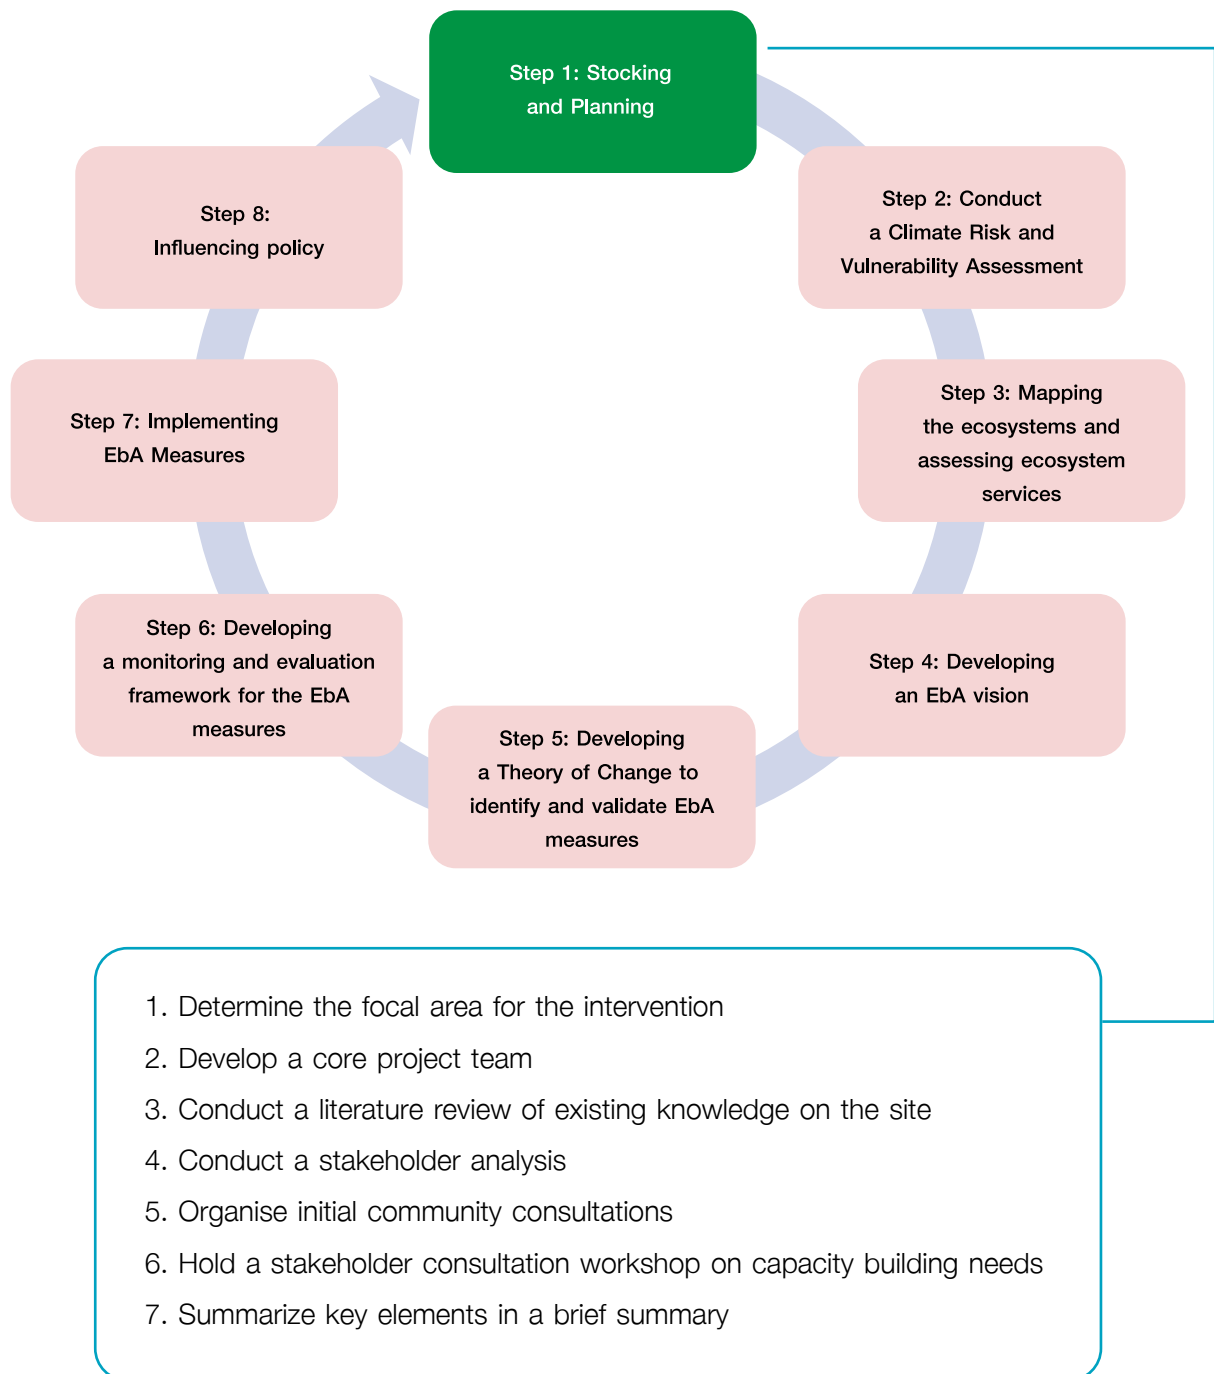 Step 1: Stocking
and Planning
Step 2: Conduct
a Climate Risk and
Vulnerability Assessment
Step 3: Mapping
the ecosystems and
assessing ecosystem
services
Step 4: Developing
an EbA vision
Step 5: Developing
a Theory of Change to
identify and validate EbA
measures
Step 6: Developing
a monitoring and evaluation
framework for the EbA
measures
Step 7: Implementing
EbA Measures
Step 8:
Influencing policy
1. Determine the focal area for the intervention
2. Develop a core project team
3. Conduct a literature review of existing knowledge on the site
4. Conduct a stakeholder analysis
5. Organise initial community consultations
6. Hold a stakeholder consultation workshop on capacity building needs
7. Summarize key elements in a brief summary